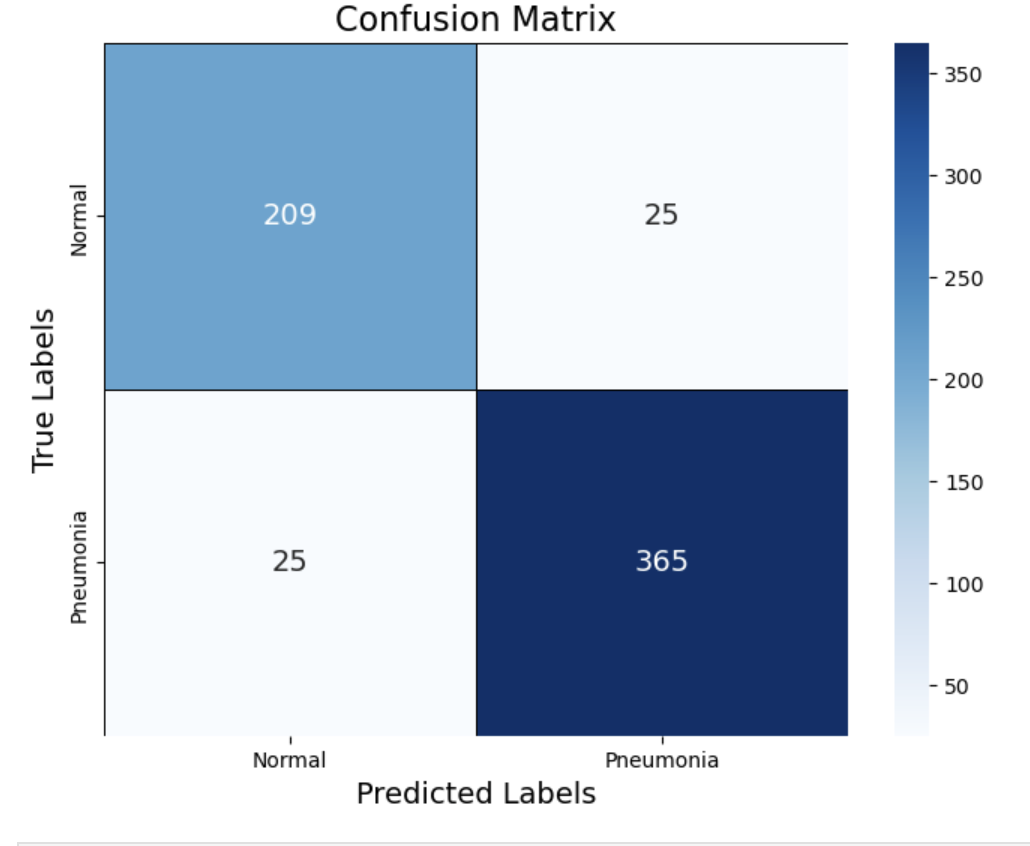 Confusion Matrix
True Labels
Normal
Pneumonia
209
25
25
365
Normal
Pneumonia
Predicted Labels
350
300
250
200
150
100
50